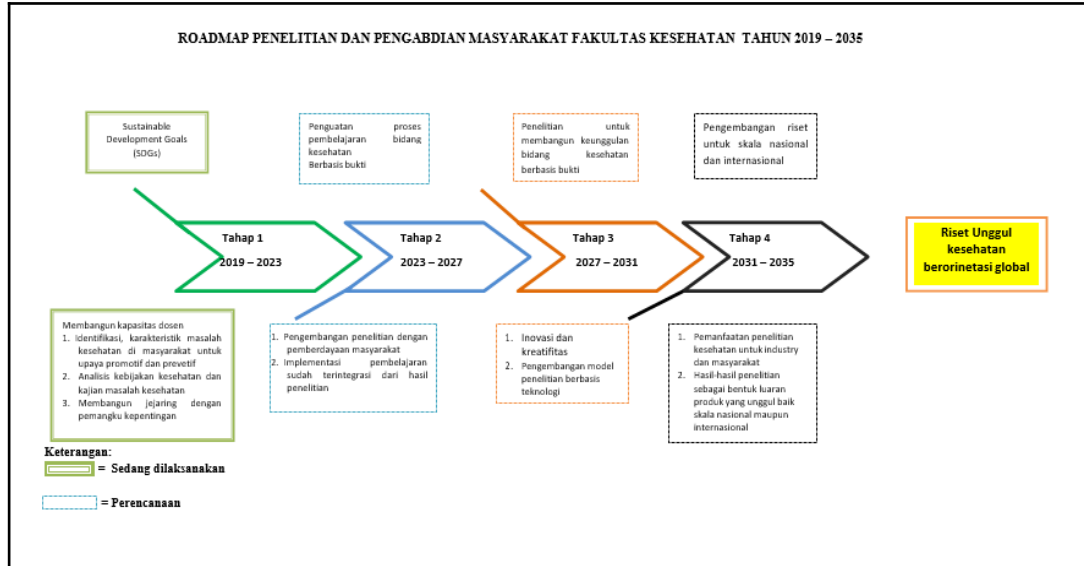 ROADMAP PENELITIAN DAN PENGABDIAN MASYARAKAT FAKULTAS KESEHATAN TAHUN 2019 – 2035
Sustainable
Development Goals
(SDGs)
Penguatan proses
pembelajaran bidang
kesehatan
Berbasis bukti
Penelitian untuk
membangun keunggulan
bidang kesehatan
berbasis bukti
Pengembangan riset
untuk skala nasional
dan internasional
Tahap 1
2019 – 2023
Tahap 2
2023 – 2027
Tahap 3
2027 – 2031
Tahap 4
2031 – 2035
Riset Unggul
kesehatan
berorinetasi global
Membangun kapasitas dosen
1. Identifikasi, karakteristik masalah
kesehatan di masyarakat untuk
upaya promotif dan prevetif
2. Analisis kebijakan kesehatan dan
kajian masalah kesehatan
3. Membangun jejaring dengan
pemangku kepentingan
1. Pengembangan penelitian dengan
pemberdayaan masyarakat
2. Implementasi pembelajaran
sudah terintegrasi dari hasil
penelitian
1. Inovasi dan
kreatifitas
2. Pengembangan model
penelitian berbasis
teknologi
1. Pemanfaatan penelitian
kesehatan untuk industry
dan masyarakat
2. Hasil-hasil penelitian
sebagai bentuk luaran
produk yang unggul baik
skala nasional maupun
internasional
Keterangan:
= Sedang dilaksanakan
= Perencanaan